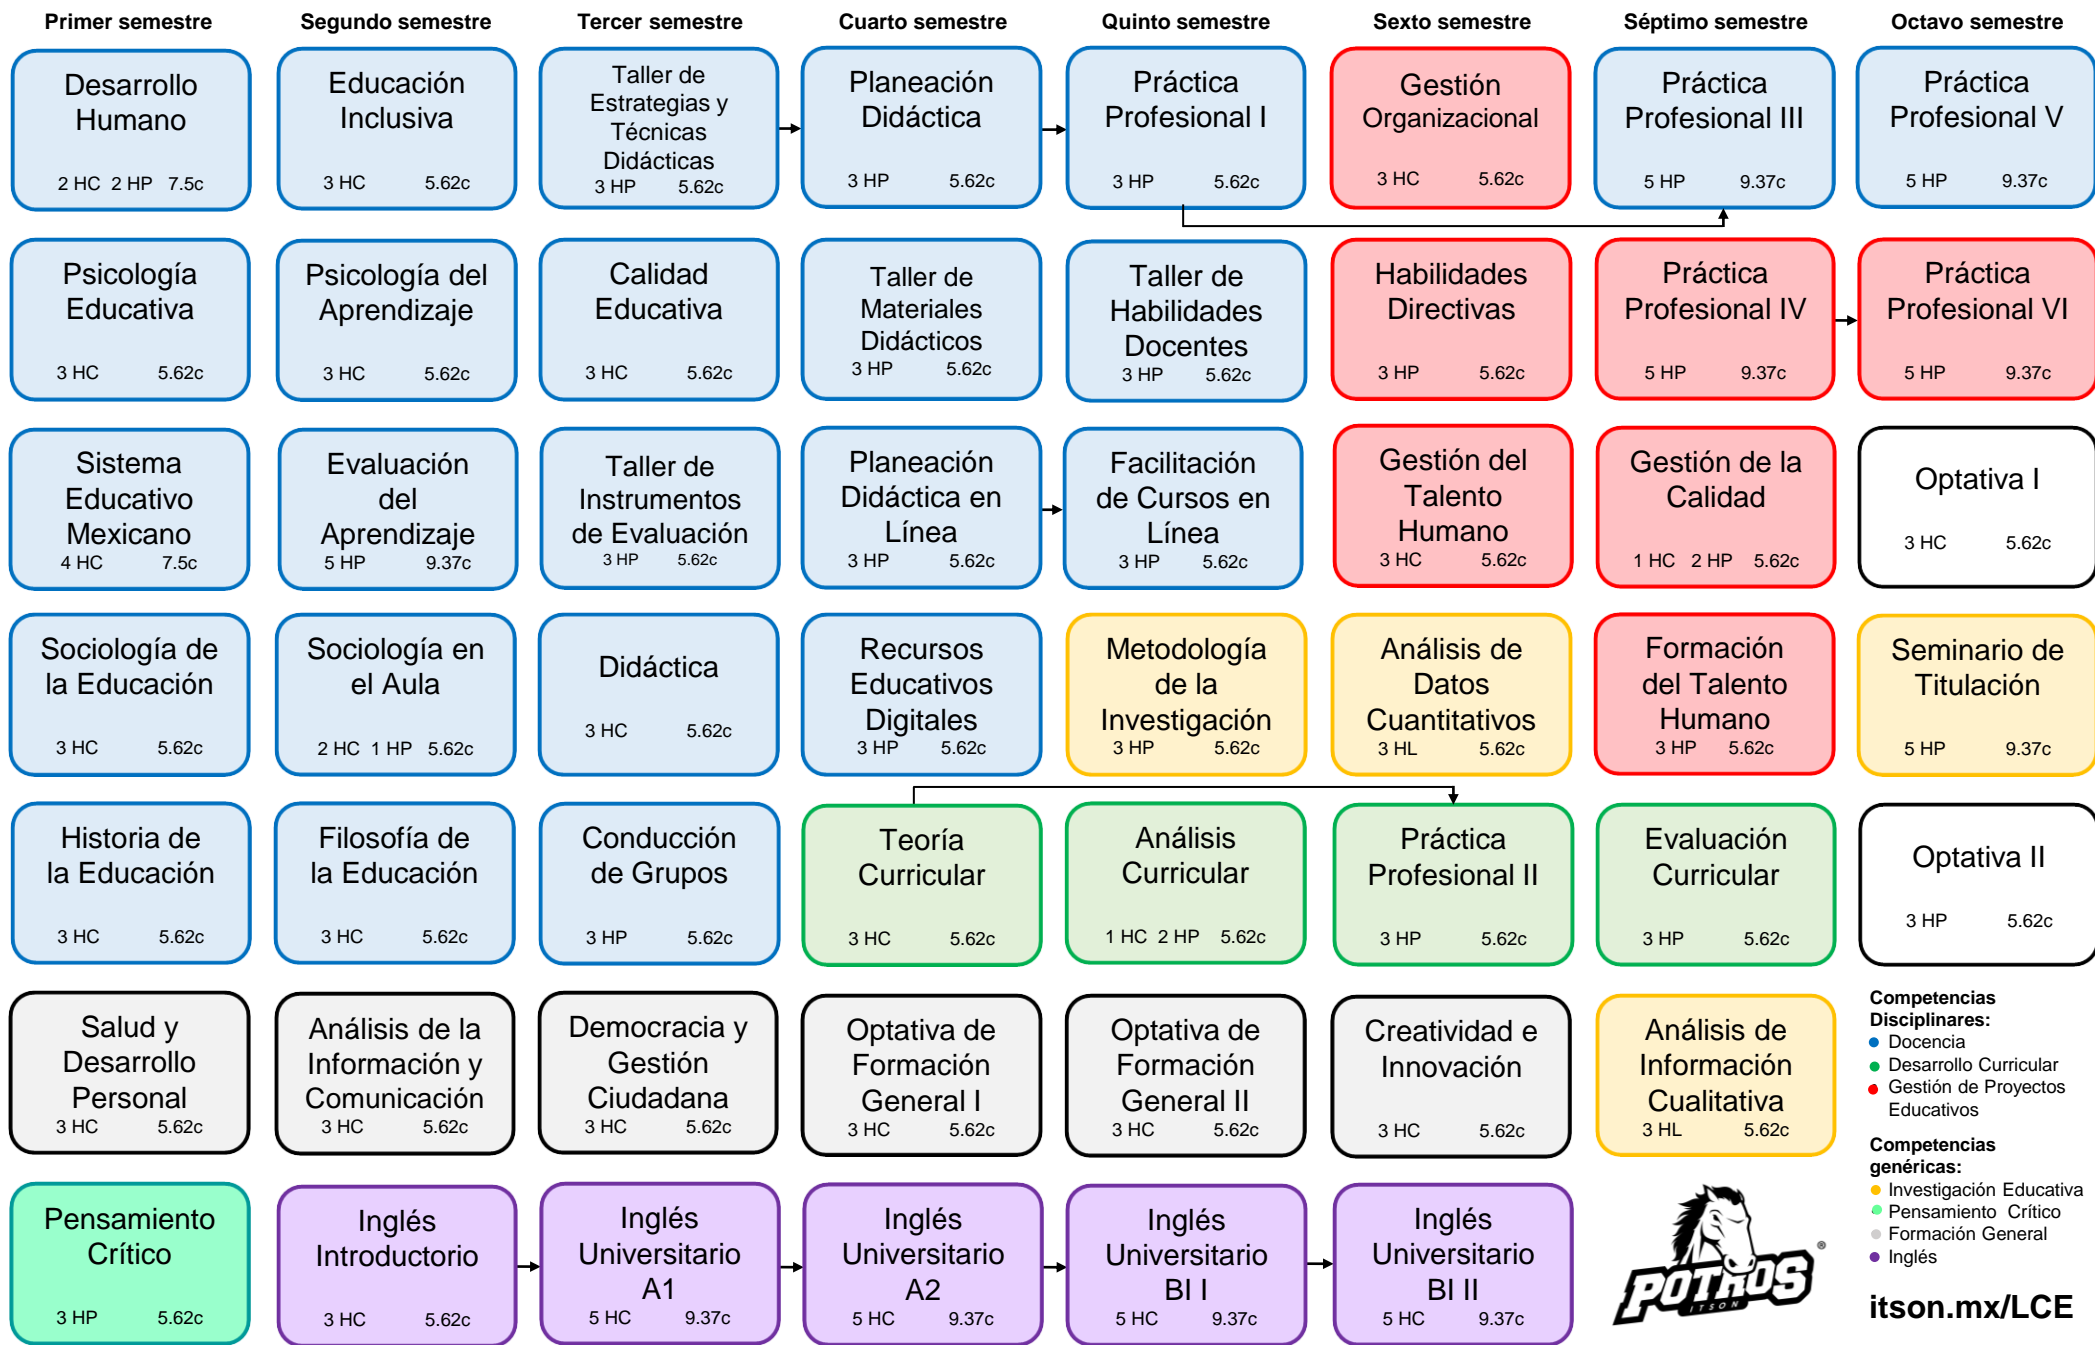 Primer semestre
Segundo semestre
Tercer semestre
Cuarto semestre
Quinto semestre
Sexto semestre
Séptimo semestre
Octavo semestre
Desarrollo
Humano
2 HC 2 HP 7.5c
Educación
Inclusiva
3 HC 5.62c
Taller de
Estrategias y
Técnicas
Didácticas
3 HP 5.62c
Planeación
Didáctica
3 HP 5.62c
Práctica
Profesional I
3 HP 5.62c
Gestión
Organizacional
3 HC 5.62c
Práctica
Profesional III
5 HP 9.37c
Práctica
Profesional V
5 HP 9.37c
Psicología
Educativa
3 HC 5.62c
Psicología del
Aprendizaje
3 HC 5.62c
Calidad
Educativa
3 HC 5.62c
Taller de
Materiales
Didácticos
3 HP 5.62c
Taller de
Habilidades
Docentes
3 HP 5.62c
Habilidades
Directivas
3 HP 5.62c
Práctica
Profesional IV
5 HP 9.37c
Práctica
Profesional VI
5 HP 9.37c
Sistema
Educativo
Mexicano
4 HC 7.5c
Evaluación
del
Aprendizaje
5 HP 9.37c
Taller de
Instrumentos
de Evaluación
3 HP 5.62c
Planeación
Didáctica en
Línea
3 HP 5.62c
Facilitación
de Cursos en
Línea
3 HP 5.62c
Gestión del
Talento
Humano
3 HC 5.62c
Gestión de la
Calidad
1 HC 2 HP 5.62c
Optativa I
3 HC 5.62c
Sociología de
la Educación
3 HC 5.62c
Sociología en
el Aula
2 HC 1 HP 5.62c
Didáctica
3 HC 5.62c
Recursos
Educativos
Digitales
3 HP 5.62c
Metodología
de la
Investigación
3 HP 5.62c
Análisis de
Datos
Cuantitativos
3 HL 5.62c
Formación
del Talento
Humano
3 HP 5.62c
Seminario de
Titulación
5 HP 9.37c
Historia de
la Educación
3 HC 5.62c
Filosofía de
la Educación
3 HC 5.62c
Conducción
de Grupos
3 HP 5.62c
Teoría
Curricular
3 HC 5.62c
Análisis
Curricular
1 HC 2 HP 5.62c
Práctica
Profesional II
3 HP 5.62c
Evaluación
Curricular
3 HP 5.62c
Optativa II
3 HP 5.62c
Salud y
Desarrollo
Personal
3 HC 5.62c
Análisis de la
Información y
Comunicación
3 HC 5.62c
Democracia y
Gestión
Ciudadana
3 HC 5.62c
Optativa de
Formación
General I
3 HC 5.62c
Optativa de
Formación
General II
3 HC 5.62c
Creatividad e
Innovación
3 HC 5.62c
Análisis de
Información
Cualitativa
3 HL 5.62c
Pensamiento
Crítico
3 HP 5.62c
Inglés
Introductorio
3 HC 5.62c
Inglés
Universitario
A1
5 HC 9.37c
Inglés
Universitario
A2
5 HC 9.37c
Inglés
Universitario
BI I
5 HC 9.37c
Inglés
Universitario
BI II
5 HC 9.37c
POTROS ®
ITSON
Competencias
Disciplinares:
Docencia
Desarrollo Curricular
Gestión de Proyectos
Educativos
Competencias
genéricas:
Investigación Educativa
Pensamiento Crítico
Formación General
Inglés
itson.mx/LCE